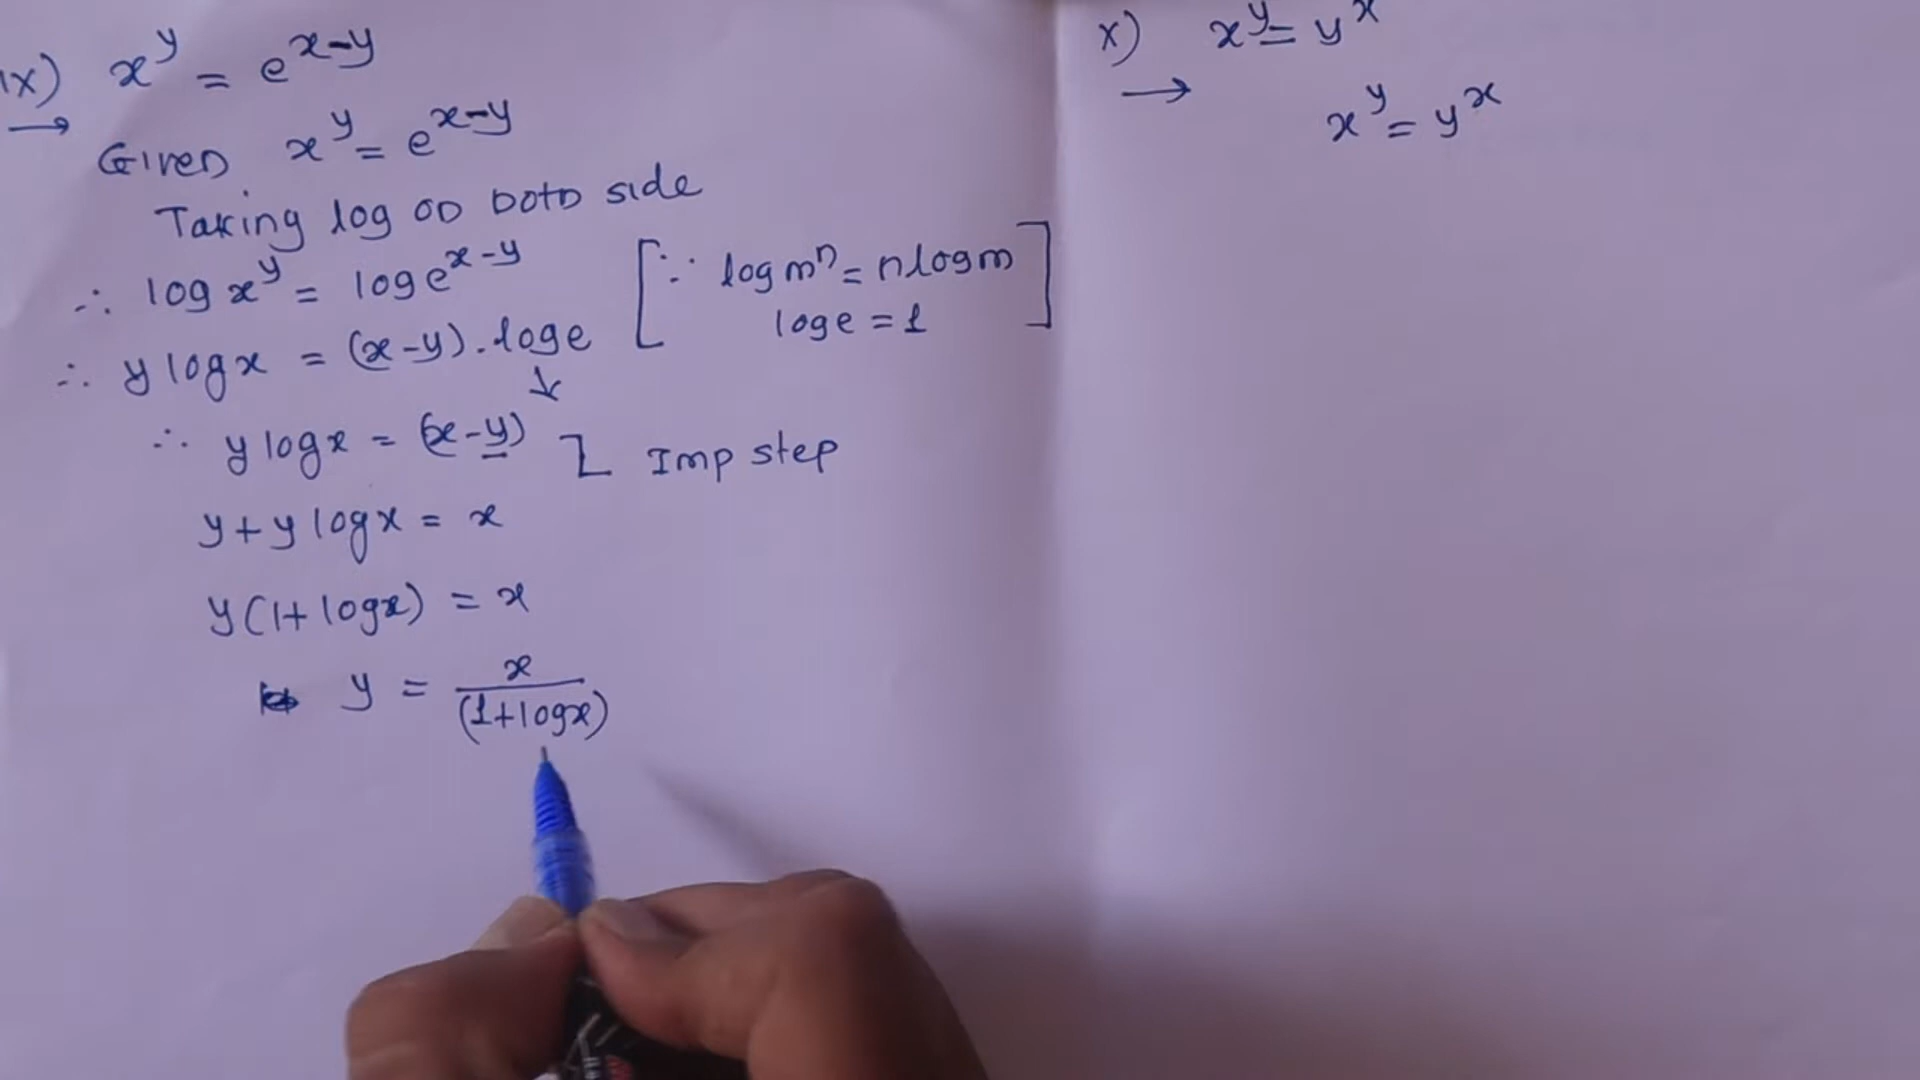 ıx) x^y = e^x-y
→
Given x^y = e^x-y
Taking log on both side
∴ log x^y = log e^x-y
[∵ log m^n = n log m
log e = 1]
∴ y log x = (x-y) . log e
∴ y log x = (x-y) ] Imp step
y + y log x = x
y(1+ log x) = x
y = x / (1+log x)
x) x^y = y^x
→
x^y = y^x